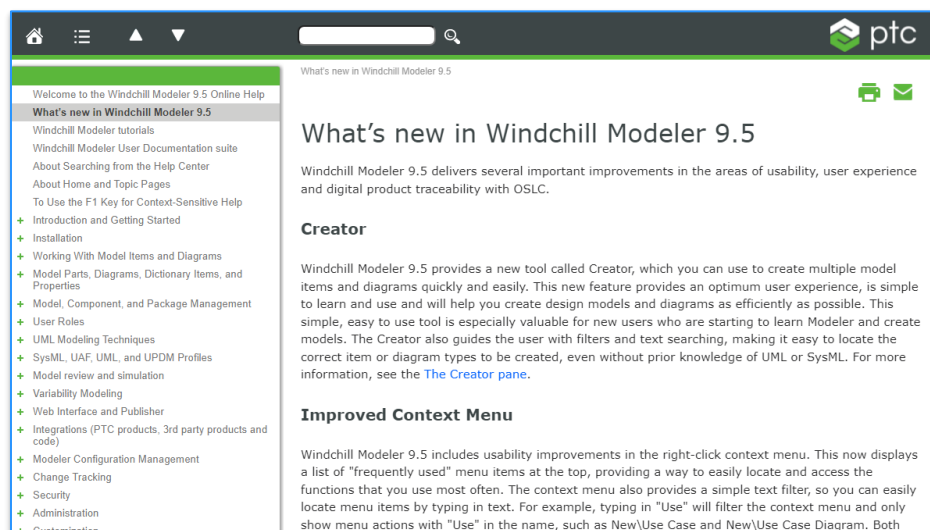 ptc
Welcome to the Windchill Modeler 9.5 Online Help
What's new in Windchill Modeler 9.5
Windchill Modeler tutorials
Windchill Modeler User Documentation suite
About Searching from the Help Center
About Home and Topic Pages
To Use the F1 Key for Context-Sensitive Help
+ Introduction and Getting Started
+ Installation
+ Working With Model Items and Diagrams
+ Model Parts, Diagrams, Dictionary Items, and
Properties
+ Model, Component, and Package Management
+ User Roles
+ UML Modeling Techniques
+ SysML, UAF, UML, and UPDM Profiles
+ Model review and simulation
+ Variability Modeling
+ Web Interface and Publisher
+ Integrations (PTC products, 3rd party products and
code)
+ Modeler Configuration Management
+ Change Tracking
+ Security
+ Administration
What's new in Windchill Modeler 9.5
What's new in Windchill Modeler 9.5
Windchill Modeler 9.5 delivers several important improvements in the areas of usability, user experience
and digital product traceability with OSLC.
Creator
Windchill Modeler 9.5 provides a new tool called Creator, which you can use to create multiple model
items and diagrams quickly and easily. This new feature provides an optimum user experience, is simple
to learn and use and will help you create design models and diagrams as efficiently as possible. This
simple, easy to use tool is especially valuable for new users who are starting to learn Modeler and create
models. The Creator also guides the user with filters and text searching, making it easy to locate the
correct item or diagram types to be created, even without prior knowledge of UML or SysML. For more
information, see the The Creator pane.
Improved Context Menu
Windchill Modeler 9.5 includes usability improvements in the right-click context menu. This now displays
a list of "frequently used" menu items at the top, providing a way to easily locate and access the
functions that you use most often. The context menu also provides a simple text filter, so you can easily
locate menu items by typing in text. For example, typing in "Use" will filter the context menu and only
show menu actions with "Use" in the name, such as New\Use Case and New\Use Case Diagram. Both